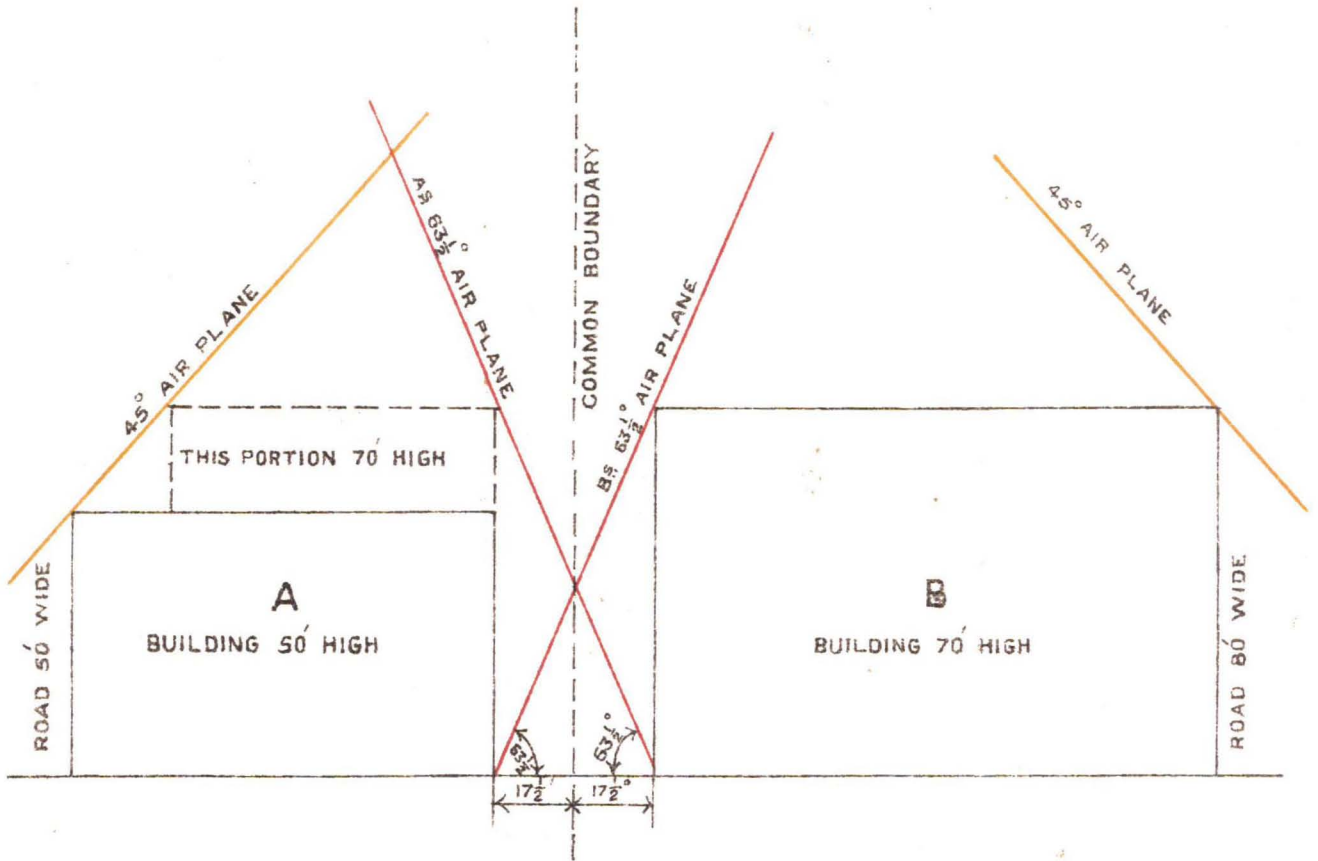 COMMON BOUNDARY
AS 63½° AIR PLANE
BS 63½° AIR PLANE
45° AIR PLANE
45° AIR PLANE
THIS PORTION 70' HIGH
A
BUILDING 50' HIGH
B
BUILDING 70' HIGH
ROAD 50' WIDE
ROAD 80' WIDE
63½°
63½°
17½'
17½°